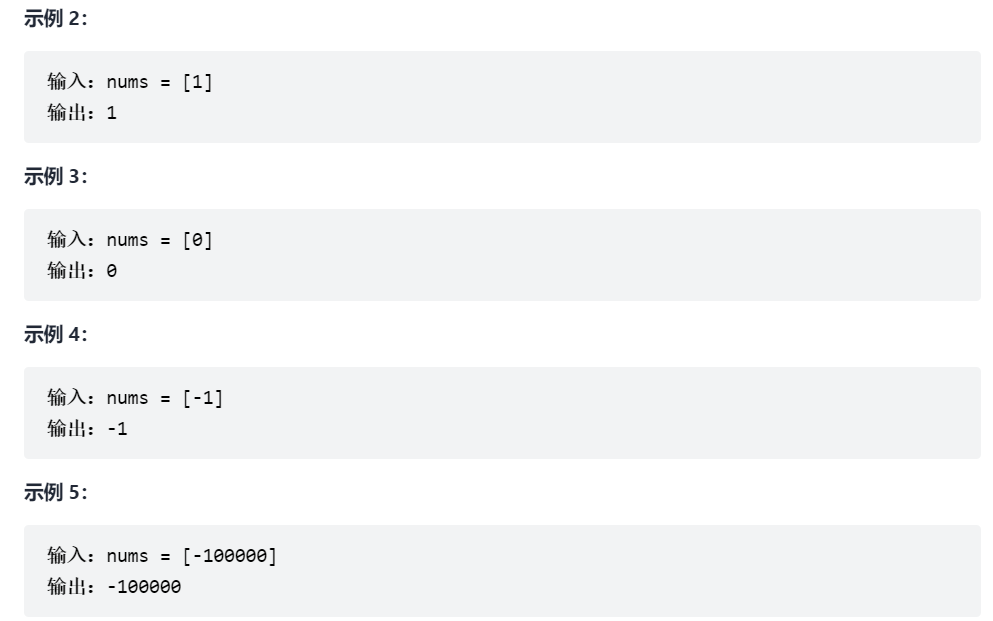 示例 2：
输入：nums = [1]
输出：1
示例 3：
输入：nums = [0]
输出：0
示例 4：
输入：nums = [-1]
输出：-1
示例 5：
输入：nums = [-100000]
输出：-100000